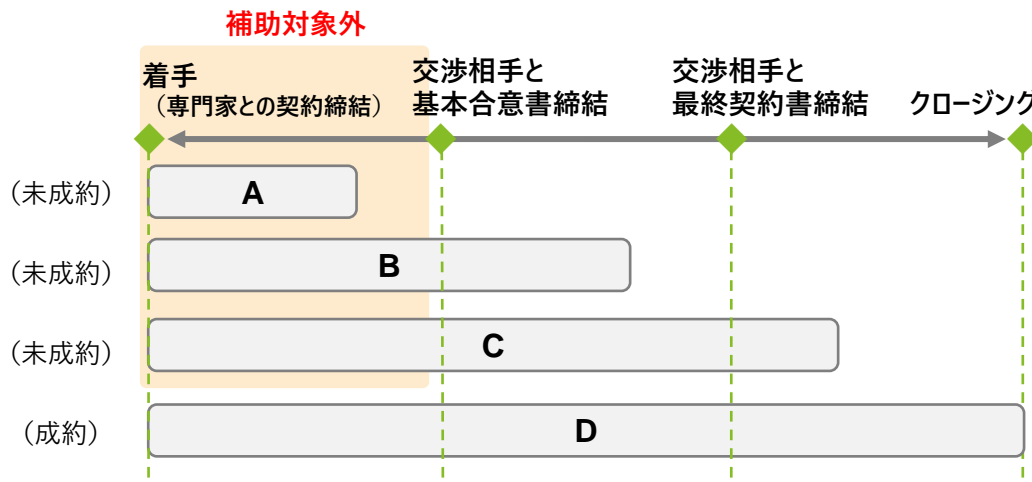 補助対象外
着手
（専門家との契約締結）
交渉相手と
基本合意書締結
交渉相手と
最終契約書締結
クロージング
（未成約）
A
（未成約）
B
（未成約）
C
（成約）
D